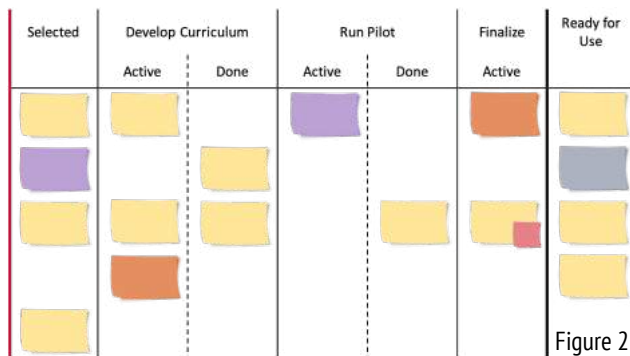 Selected
Develop Curriculum
Run Pilot
Finalize
Ready for
Use
Active
Done
Active
Done
Active
Figure 2